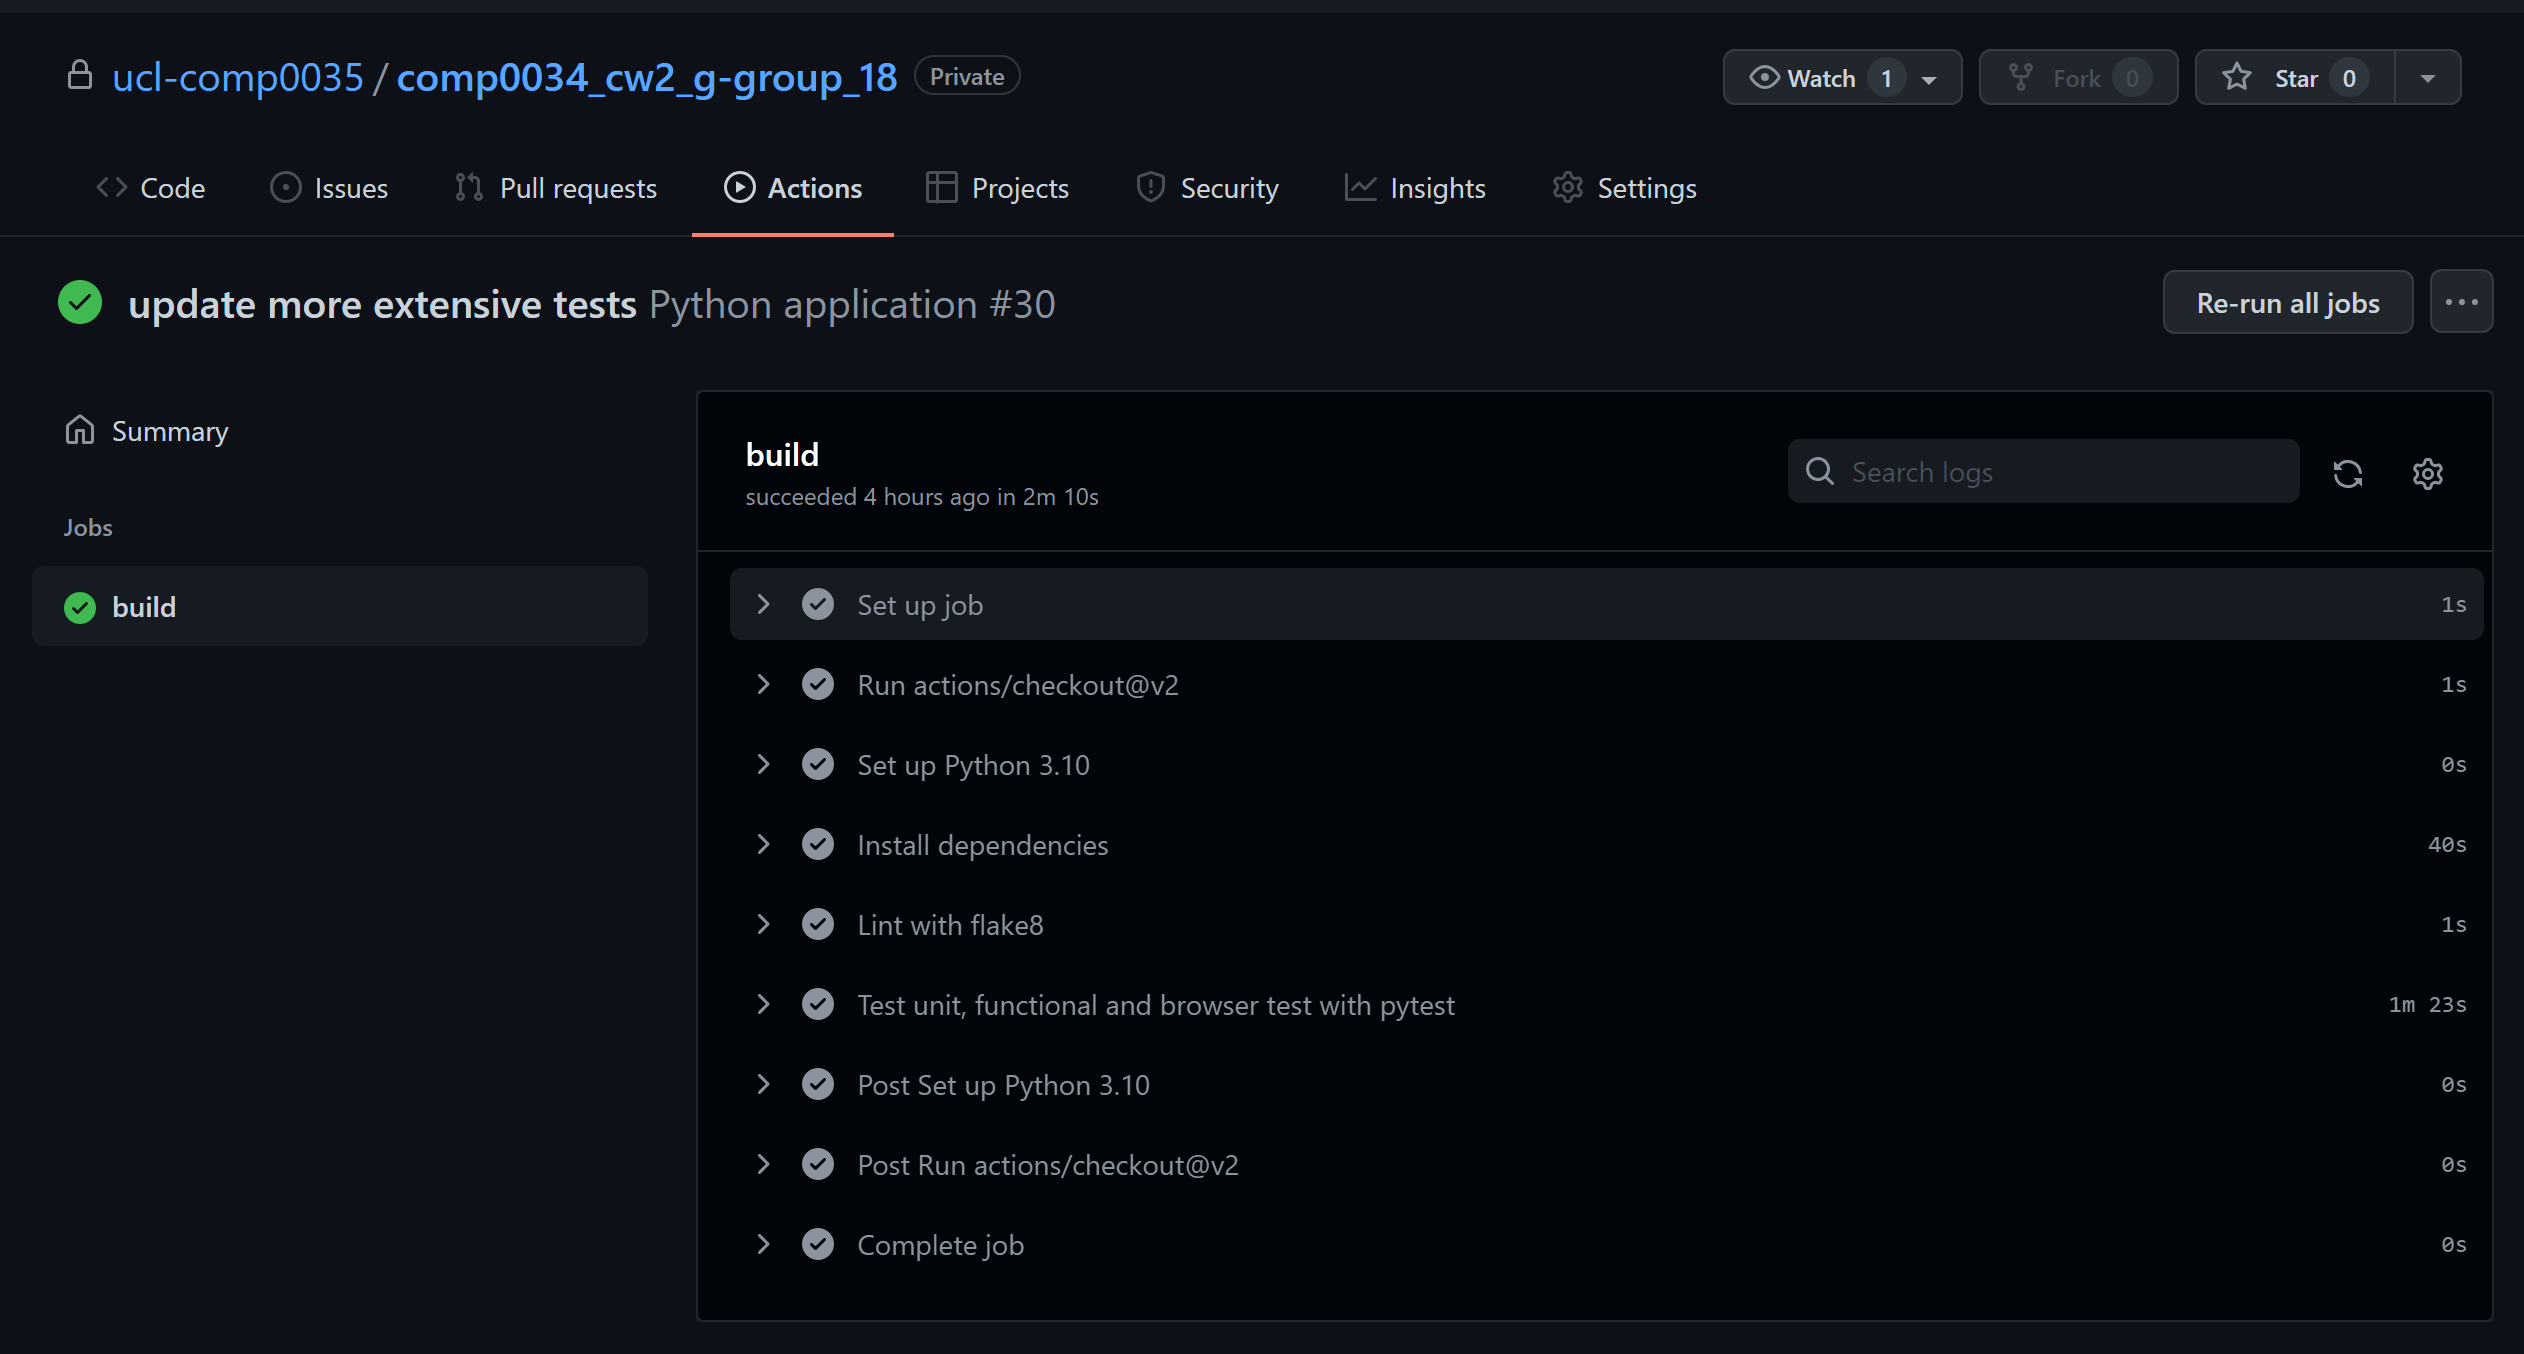 ucl-comp0035 / comp0034_cw2_g-group_18 Private Watch 1 Fork 0 Star 0
Code Issues Pull requests Actions Projects Security Insights Settings
update more extensive tests Python application #30 Re-run all jobs
Summary
Jobs
build
build
succeeded 4 hours ago in 2m 10s
Search logs
Set up job 1s
Run actions/checkout@v2 1s
Set up Python 3.10 0s
Install dependencies 40s
Lint with flake8 1s
Test unit, functional and browser test with pytest 1m 23s
Post Set up Python 3.10 0s
Post Run actions/checkout@v2 0s
Complete job 0s